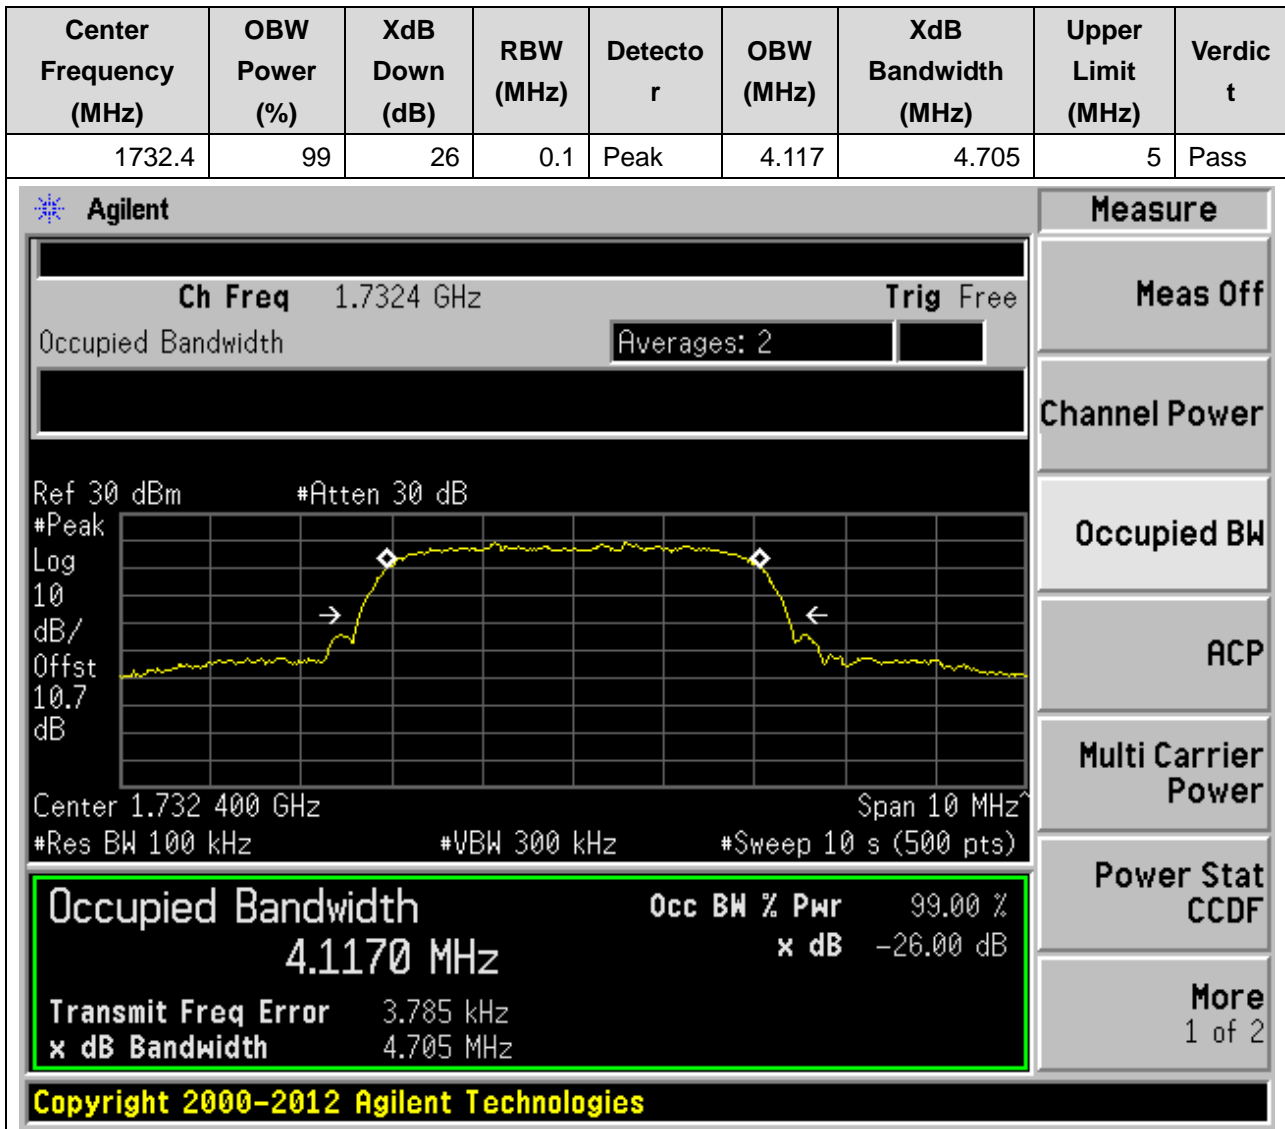 Center Frequency (MHz) OBW Power (%) XdB Down (dB) RBW (MHz) Detecto r OBW (MHz) XdB Bandwidth (MHz) Upper Limit (MHz) Verdic t
1732.4 99 26 0.1 Peak 4.117 4.705 5 Pass
Agilent
Measure
Ch Freq 1.7324 GHz Trig Free
Meas Off
Occupied Bandwidth Averages: 2
Channel Power
Ref 30 dBm #Atten 30 dB
#Peak
Log
10
dB/
Offst
10.7
dB
Occupied BW
ACP
Multi Carrier
Power
Center 1.732 400 GHz Span 10 MHz^
#Res BW 100 kHz #VBW 300 kHz #Sweep 10 s (500 pts)
Power Stat
CCDF
Occupied Bandwidth Occ BW % Pwr 99.00 %
4.1170 MHz x dB -26.00 dB
Transmit Freq Error 3.785 kHz
x dB Bandwidth 4.705 MHz
More
1 of 2
Copyright 2000-2012 Agilent Technologies